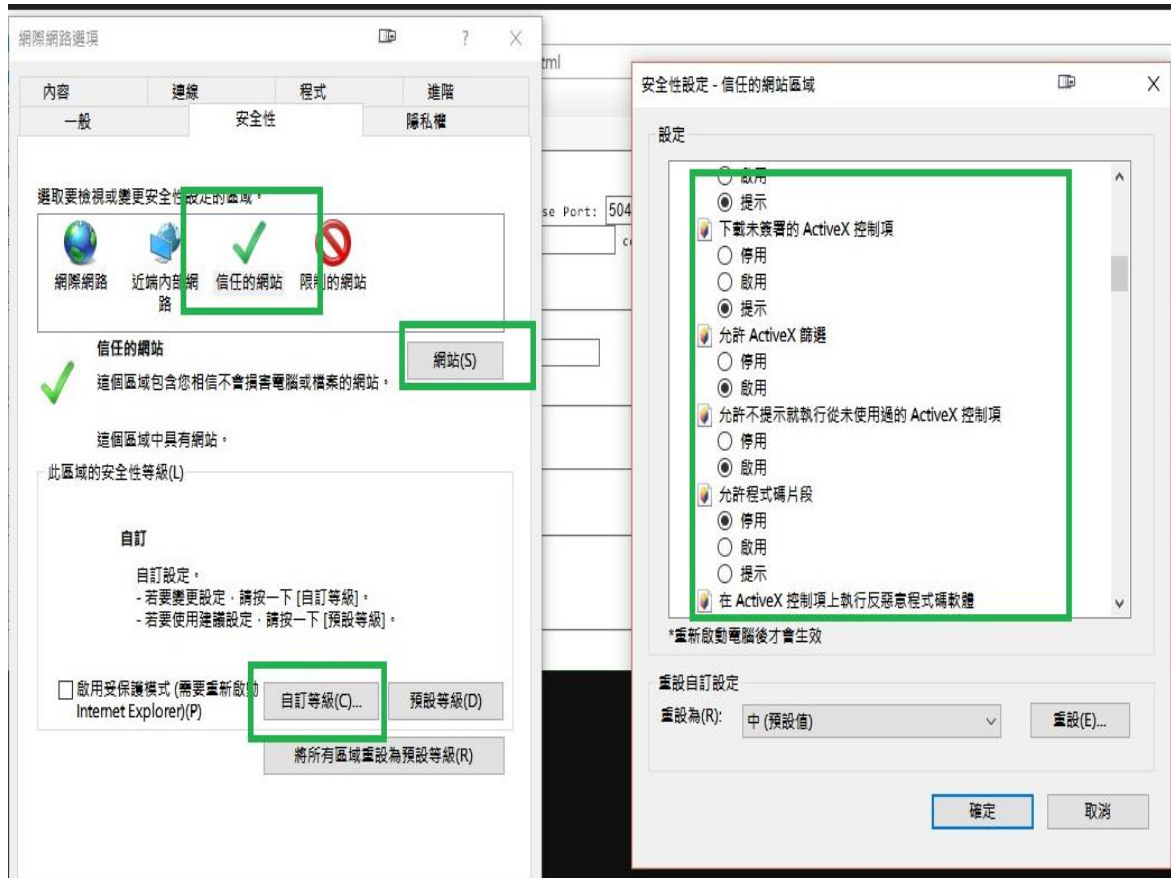 網際網路選項
內容
連線
程式
進階
一般
安全性
隱私權
選取要檢視或變更安全性設定的區域。
網際網路
近端內部網路
信任的網站
限制的網站
信任的網站
這個區域包含您相信不會損害電腦或檔案的網站。
這個區域中具有網站。
網站(S)
此區域的安全性等級(L)
自訂
自訂設定。
- 若要變更設定,請按一下 [自訂等級]。
- 若要使用建議設定,請按一下 [預設等級]。
啟用受保護模式 (需要重新啟動
Internet Explorer)(P)
自訂等級(C)...
預設等級(D)
將所有區域重設為預設等級(R)
se Port: 504
安全性設定 - 信任的網站區域
設定
啟用
提示
下載未簽署的 ActiveX 控制項
停用
啟用
提示
允許 ActiveX 篩選
停用
啟用
允許不提示就執行從未使用過的 ActiveX 控制項
停用
啟用
允許程式碼片段
停用
啟用
提示
在 ActiveX 控制項上執行反惡意程式碼軟體
*重新啟動電腦後才會生效
重設自訂設定
重設為(R):
中 (預設值)
重設(E)...
確定
取消